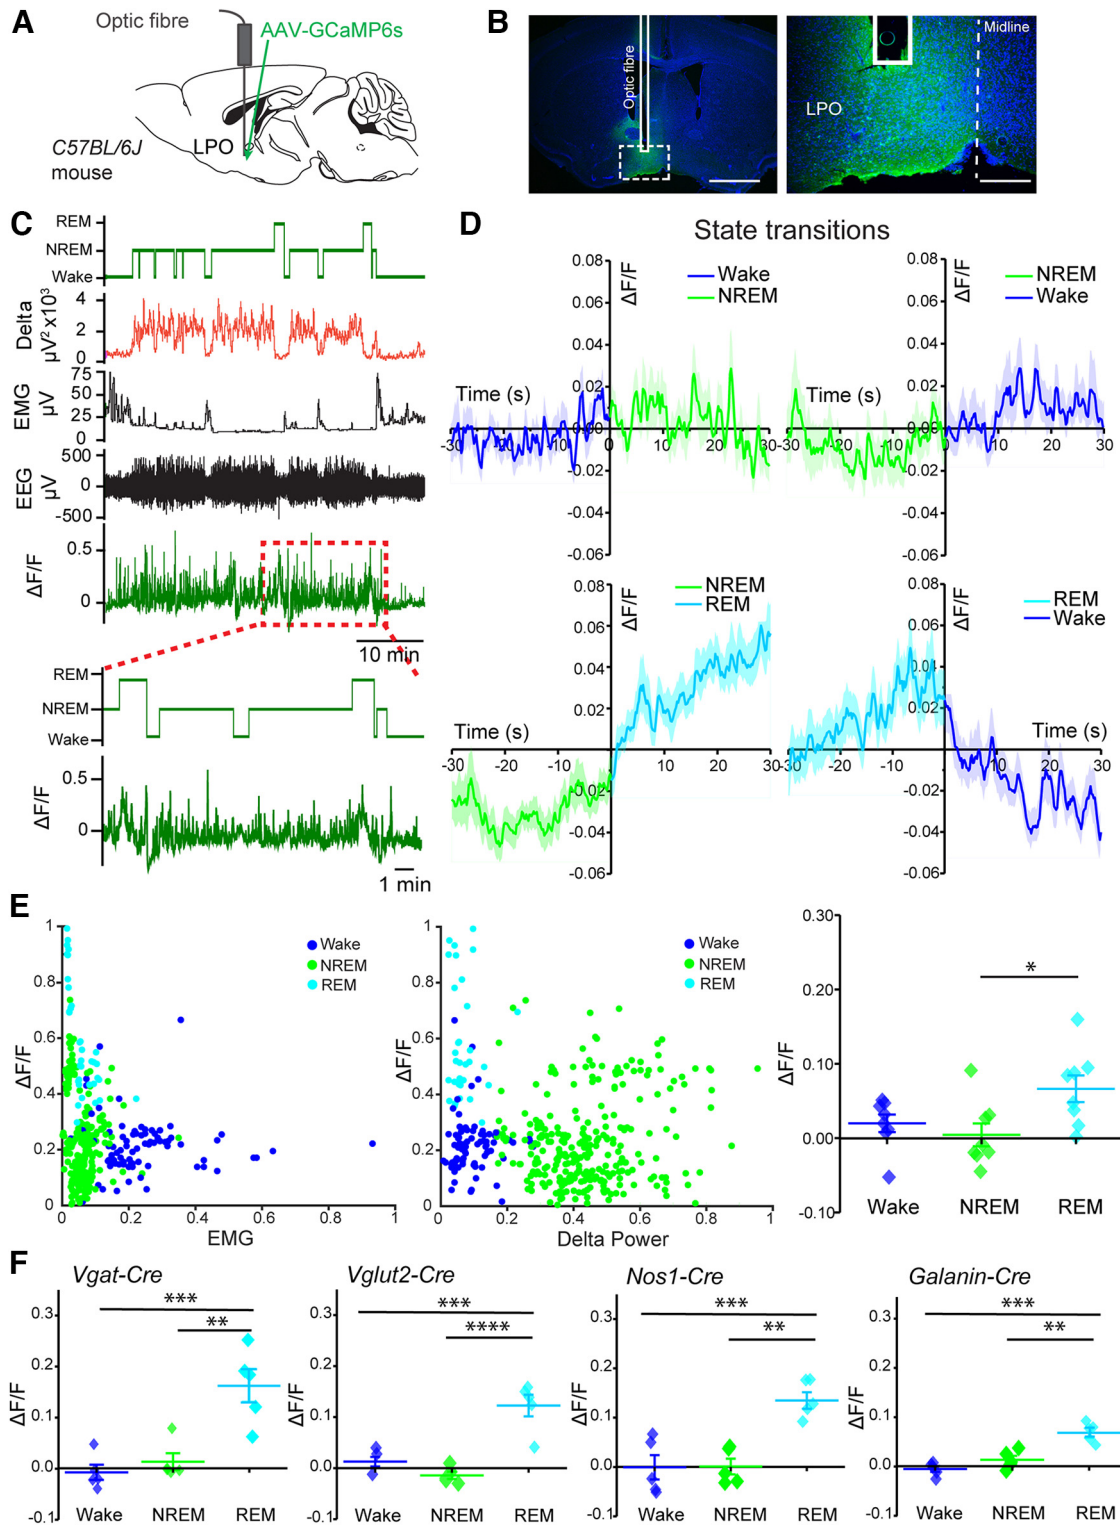 A
Optic fibre
AAV-GCaMP6s
LPO
C57BL/6J
mouse
B
Optic fibre
LPO
Midline
C
REM
NREM
Wake
Delta
µV² x10³
4
2
0
EMG
µV
75
50
25
0
EEG
µV
500
0
-500
ΔF/F
0.5
0
10 min
REM
NREM
Wake
ΔF/F
0.5
0
1 min
D
State transitions
0.08
ΔF/F
Wake
NREM
0.06
0.04
0.02
Time (s)
-30 -20 -10 0 10 20 30
-0.02
-0.04
-0.06
0.08
ΔF/F
NREM
Wake
0.06
0.04
0.02
Time (s)
-30 -20 -10 0 10 20 30
-0.02
-0.04
-0.06
0.08
ΔF/F
NREM
REM
0.06
0.04
0.02
Time (s)
-30 -20 -10 10 20 30
-0.02
-0.04
-0.06
0.08
ΔF/F
REM
Wake
0.06
0.04
0.02
Time (s)
-30 -20 -10 10 20 30
-0.02
-0.04
-0.06
E
1
0.8
0.6
0.4
0.2
0
ΔF/F
Wake
NREM
REM
0 0.2 0.4 0.6 0.8 1
EMG
1
0.8
0.6
0.4
0.2
0
ΔF/F
Wake
NREM
REM
0 0.2 0.4 0.6 0.8 1
Delta Power
0.30
0.20
0.10
0.00
-0.10
ΔF/F
*
Wake NREM REM
F
Vgat-Cre
***
**
0.3
0.2
0.1
0.0
-0.1
ΔF/F
Wake NREM REM
Vglut2-Cre
***
****
0.3
0.2
0.1
0.0
-0.1
ΔF/F
Wake NREM REM
Nos1-Cre
***
**
0.3
0.2
0.1
0.0
-0.1
ΔF/F
Wake NREM REM
Galanin-Cre
***
**
0.3
0.2
0.1
0.0
-0.1
ΔF/F
Wake NREM REM